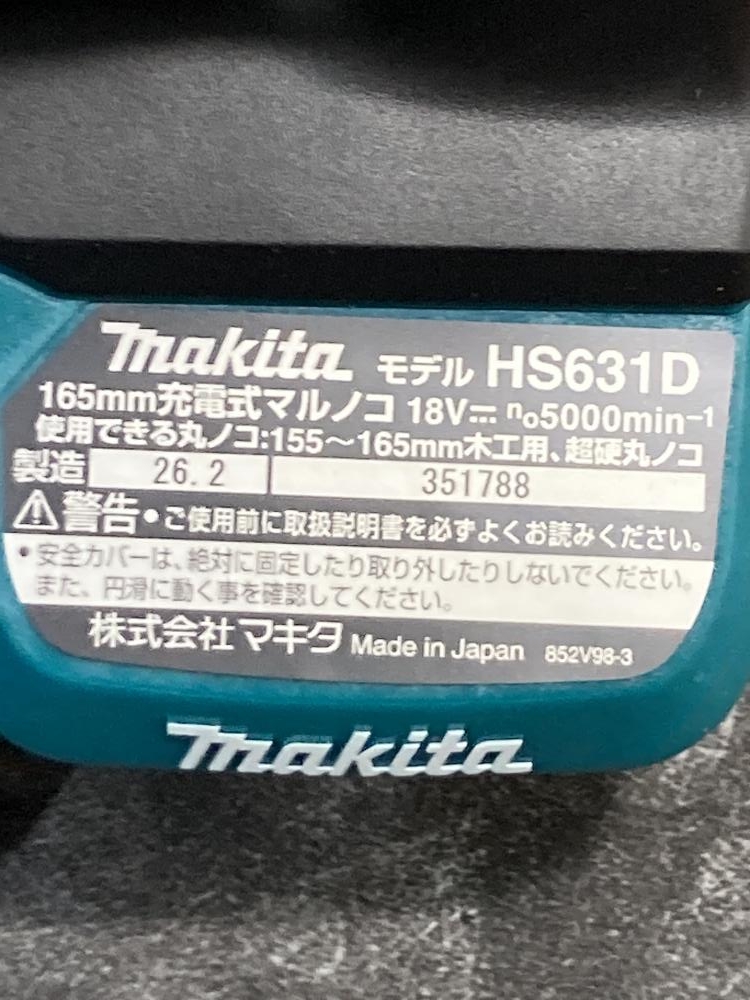 makita モデル HS631D
165mm充電式マルノコ 18V⎓ n₀5000min⁻¹
使用できる丸ノコ:155〜165mm木工用、超硬丸ノコ
製造 26.2 351788
⚠警告 •ご使用前に取扱説明書を必ずよくお読みください。
•安全カバーは、絶対に固定したり取り外したりしないでください。
また、円滑に動く事を確認してください。
株式会社マキタ Made in Japan 852V98-3
makita